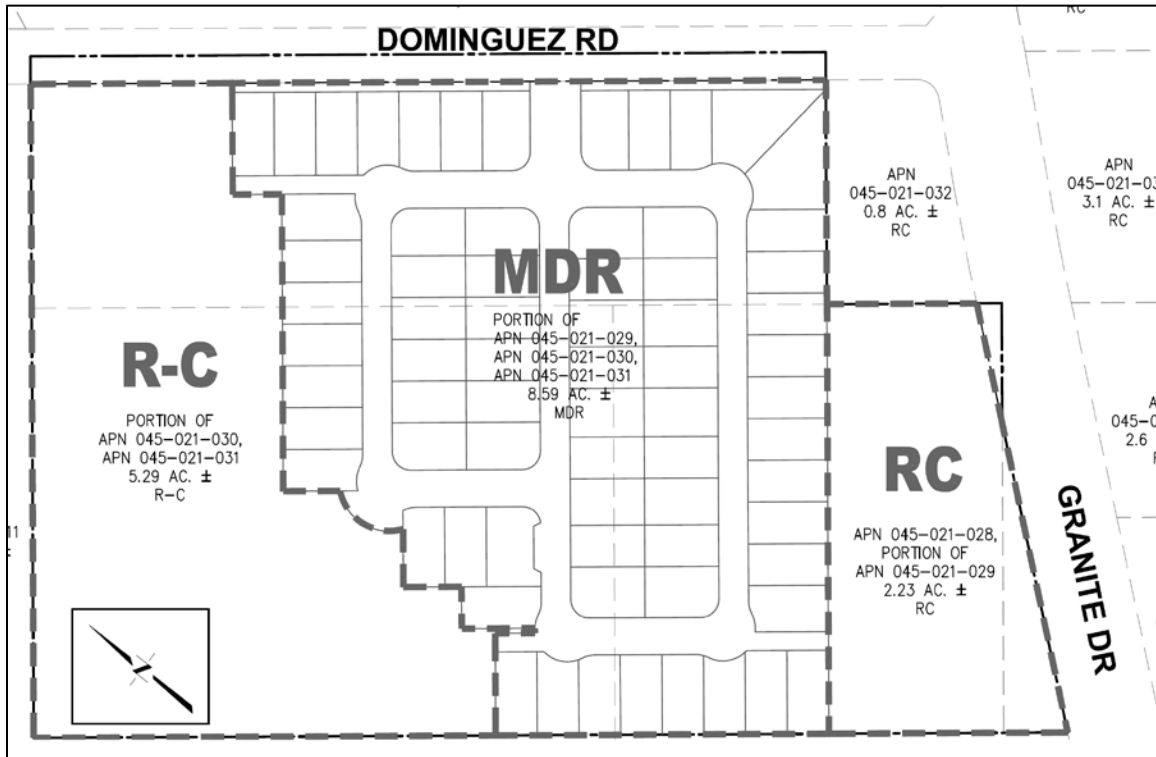 RC
DOMINGUEZ RD
APN
045-021-032
0.8 AC. ±
RC
APN
3.1 AC. ±
RC
MDR
PORTION OF
APN 045-021-029,
APN 045-021-030,
APN 045-021-031
8.59 AC. ±
MDR
R-C
PORTION OF
APN 045-021-030,
APN 045-021-031
5.29 AC. ±
R-C
2.6
RC
APN 045-021-028,
PORTION OF
APN 045-021-029
2.23 AC. ±
RC
GRANITE DR
N